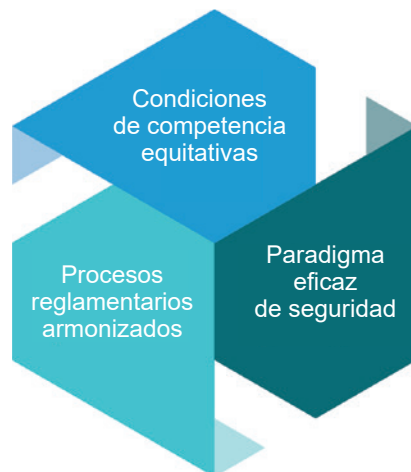 Condiciones
de competencia
equitativas
Procesos
reglamentarios
armonizados
Paradigma
eficaz
de seguridad